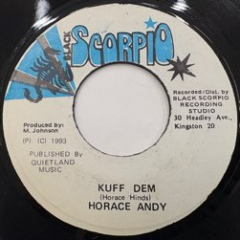 BLACK
SCORPIO
Produced by:
M. Johnson
(P) (C) 1993
PUBLISHED BY
QUIETLAND
MUSIC
Recorded/Dist, by
BLACK SCORPIO
RECORDING
STUDIO
30 Headley Ave.,
Kingston 20
KUFF DEM
(Horace Hinds)
HORACE ANDY